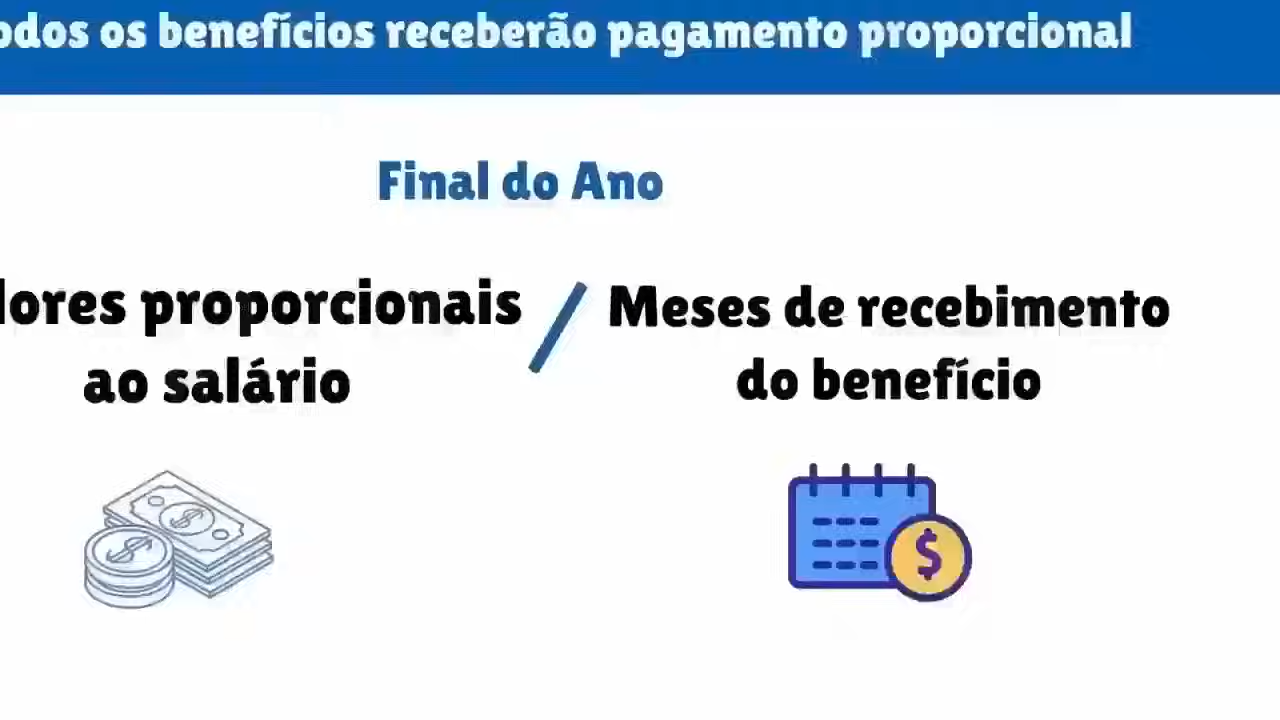 odos os benefícios receberão pagamento proporcional
Final do Ano
lores proporcionais
ao salário
/
Meses de recebimento
do benefício
$